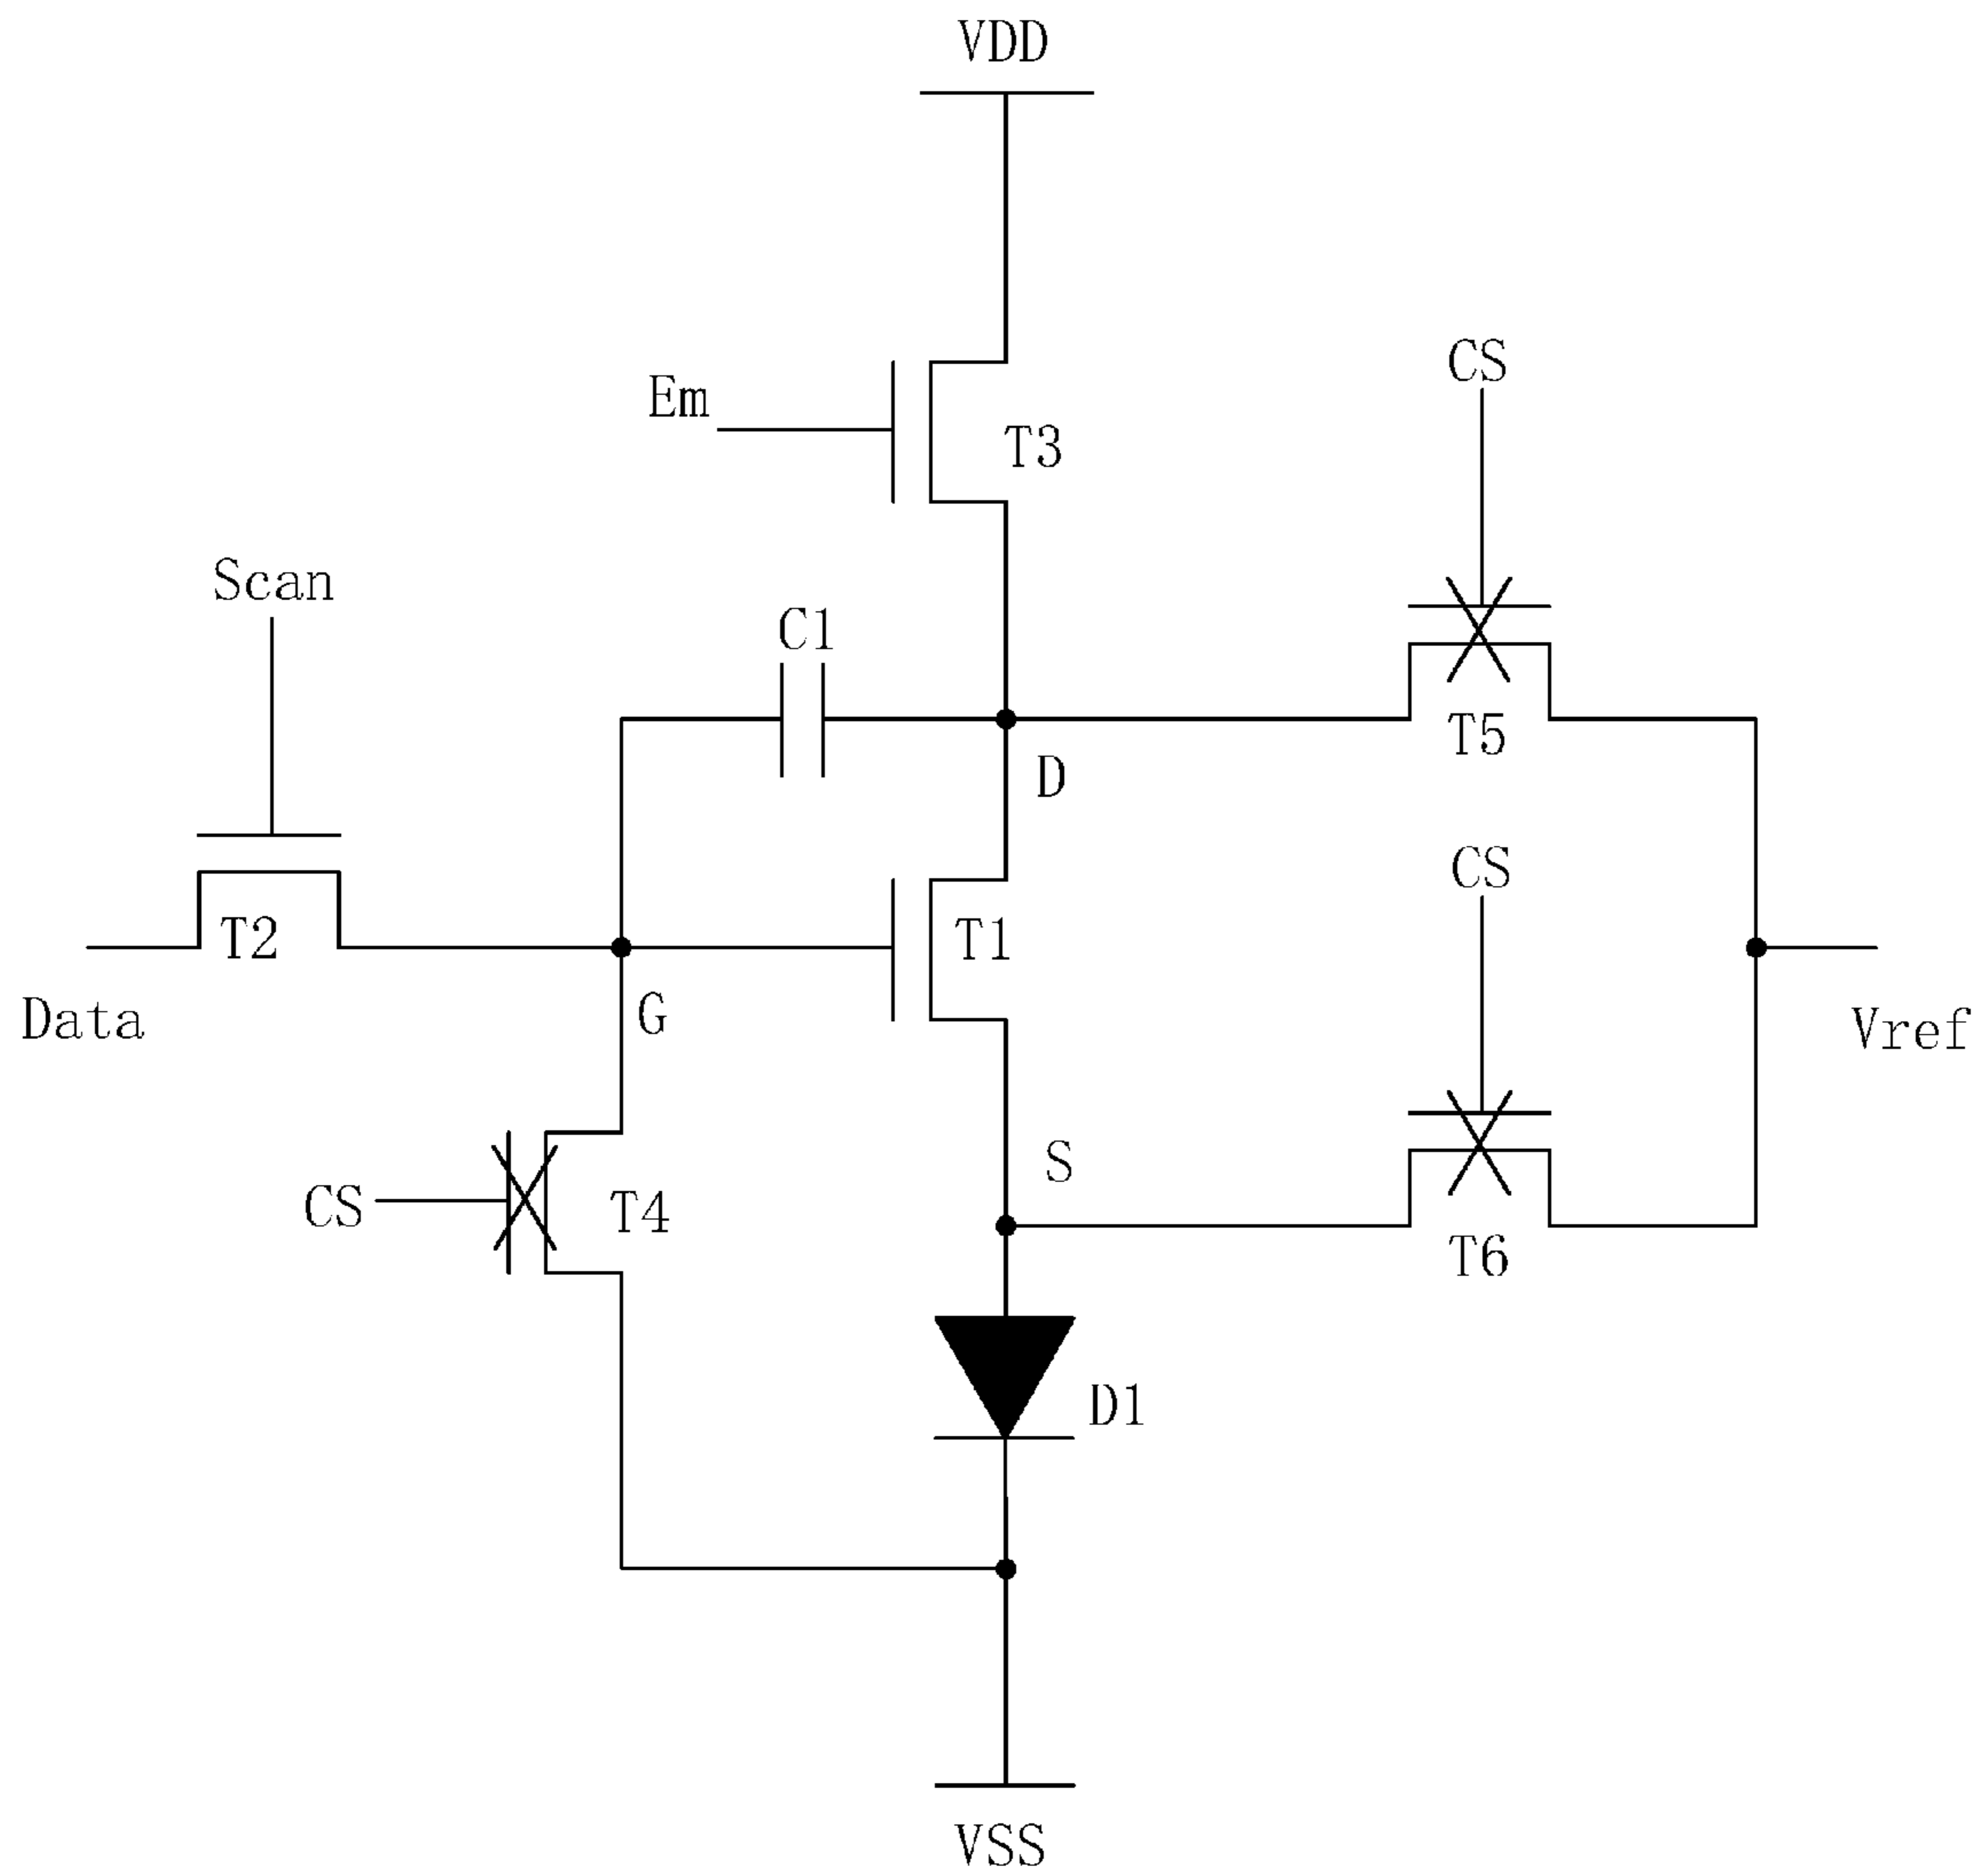 VDD
CS
Em
T3
Scan
C1
T5
D
CS
T2
T1
G
Data
Vref
S
CS
T4
T6
D1
VSS